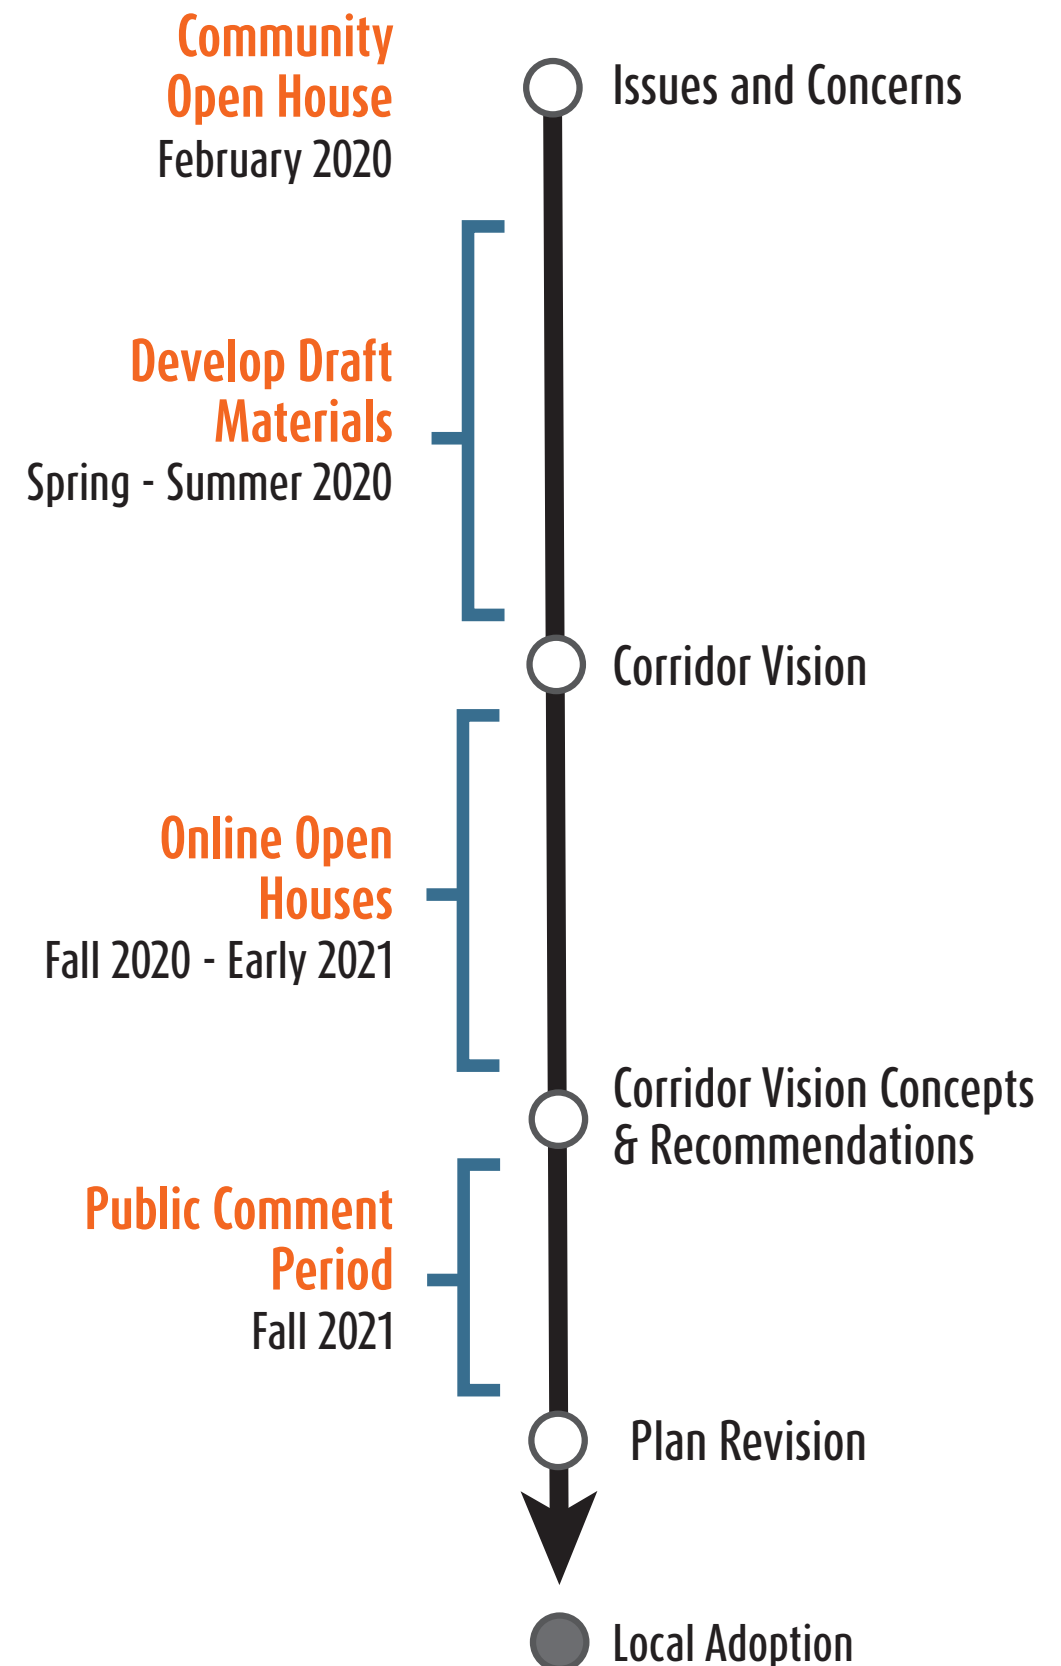 Community
Open House
February 2020
Issues and Concerns
Develop Draft
Materials
Spring - Summer 2020
Corridor Vision
Online Open
Houses
Fall 2020 - Early 2021
Corridor Vision Concepts
& Recommendations
Public Comment
Period
Fall 2021
Plan Revision
Local Adoption